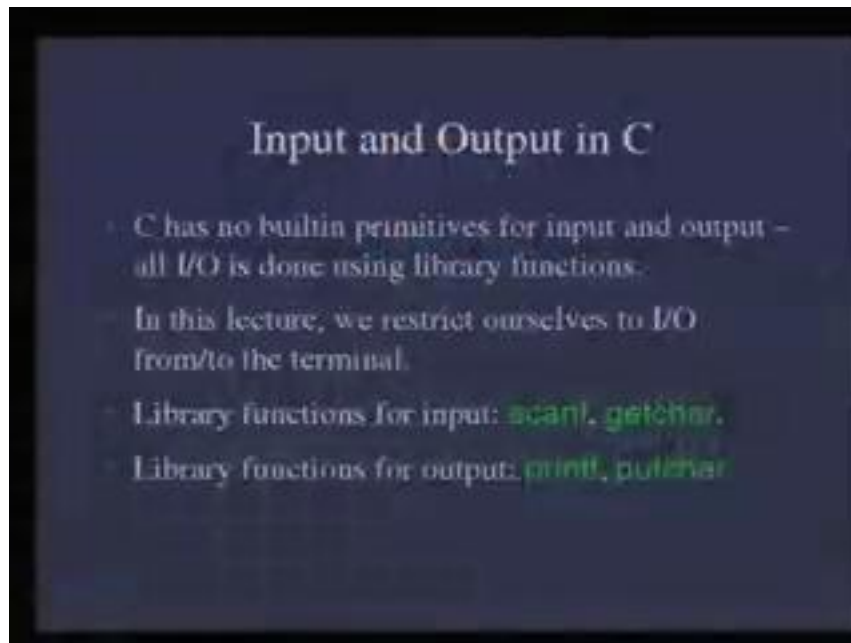 Input and Output in C
C has no builtin primitives for input and output –
all I/O is done using library functions.
In this lecture, we restrict ourselves to I/O
from/to the terminal.
Library functions for input: scanf, getchar.
Library functions for output: printf, putchar